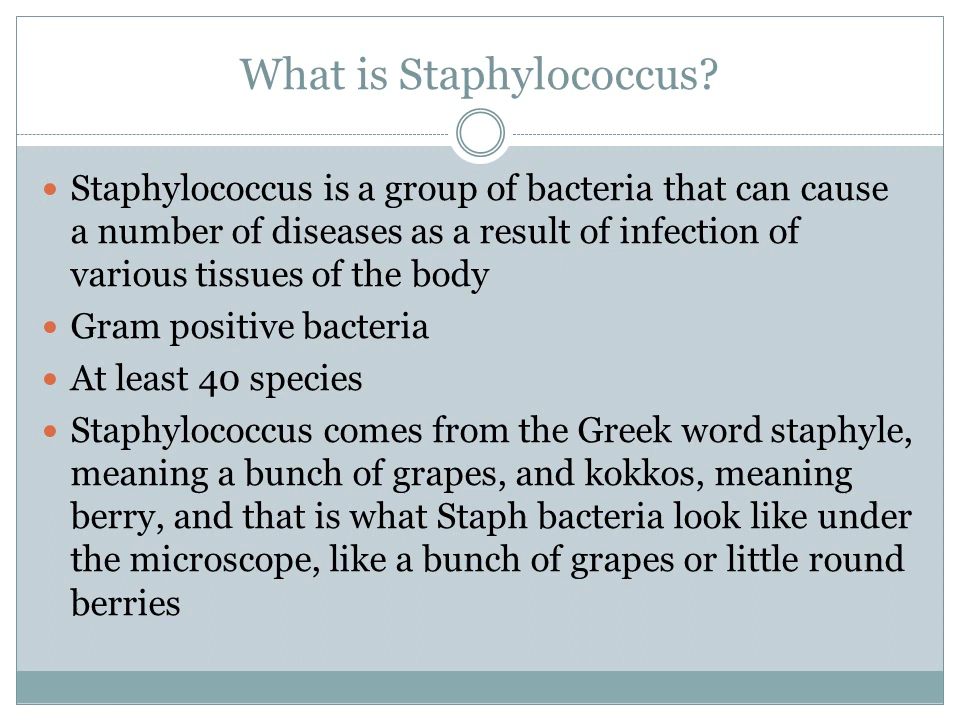 What is Staphylococcus?
• Staphylococcus is a group of bacteria that can cause
a number of diseases as a result of infection of
various tissues of the body
• Gram positive bacteria
• At least 40 species
• Staphylococcus comes from the Greek word staphyle,
meaning a bunch of grapes, and kokkos, meaning
berry, and that is what Staph bacteria look like under
the microscope, like a bunch of grapes or little round
berries